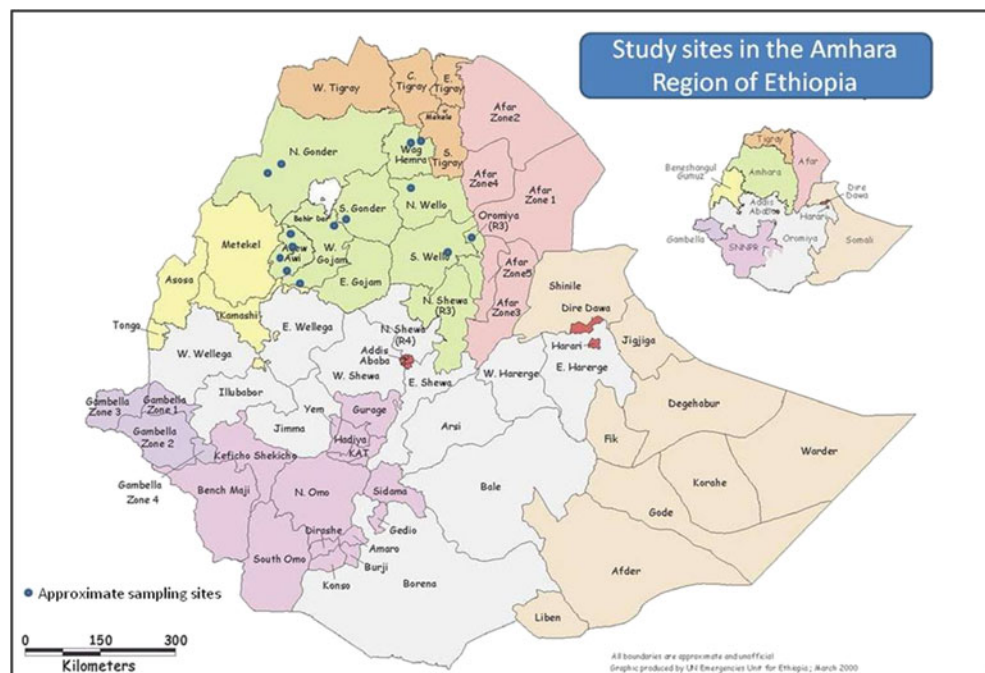 Study sites in the Amhara
Region of Ethiopia
W. Tigray
C.
Tigray
E.
Tigray
Mekele
S.
Tigray
Afar
Zone2
N. Gonder
Wag
Hemra
Afar
Zone4
Afar
Zone 1
N. Wello
S. Gonder
Bahir Dar
Oromiya
(R3)
Metekel
Agew
Awi
W.
Gojam
S. Wello
Afar
Zone5
E. Gojam
Asosa
Kamashi
N. Shewa
(R3)
Afar
Zone3
Shinile
Dire Dawa
Tonga
E. Wellega
N. Shewa
(R4)
Harari
Jigjiga
W. Wellega
Addis
Ababa
W. Shewa
E. Shewa
W. Harerge
E. Harerge
Gambella
Zone 3
Gambella
Zone 1
Illubabor
Yem
Gurage
Degehabur
Gambella
Zone 2
Jimma
Hadiya
KAT
Arsi
Fik
Warder
Keficho Shekicho
Gambella
Zone 4
Bench Maji
N. Omo
Sidama
Bale
Korahe
Gode
Dirashe
Gedio
South Omo
Amaro
Burji
Konso
Borena
Afder
Liben
Tigray
Beneshangul
Gumuz
Amhara
Afar
Dire
Dawa
Addis
Ababa
Harari
Gambella
SNNPR
Oromiya
Somali
Approximate sampling sites
0 150 300
Kilometers
All boundaries are approximate and unofficial
Graphic produced by UN Emergencies Unit for Ethiopia; March 2000